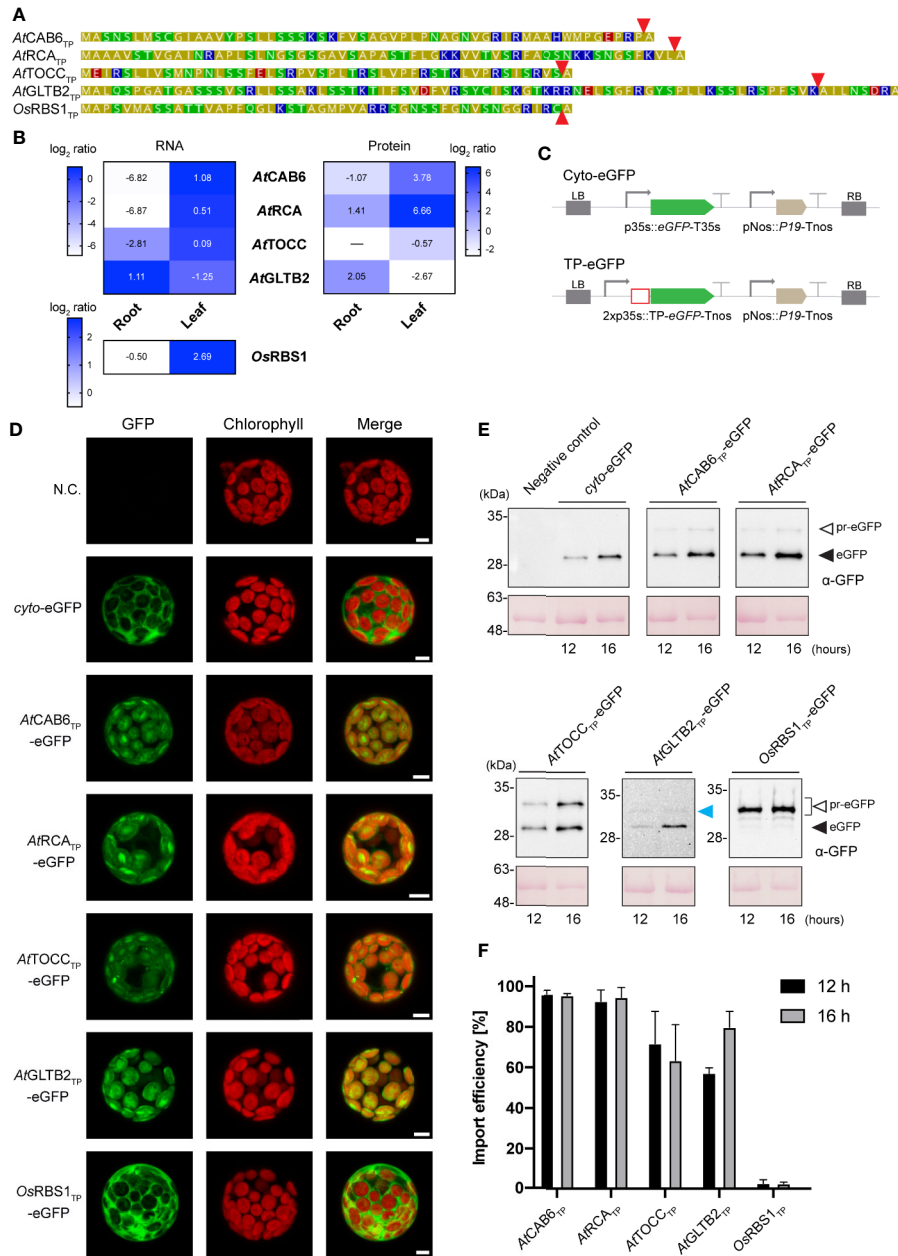 A
AtCAB6TP MASNSLMSCGIAAVYPSLLSSSKSKFVSAGVPLPNAGNVGRIRMAAHWMPGEPRPA
AtRCATP MAAAVSTVGAINRAPLSLNGSGSGAVSAPASTFLGKKVVTVSRFAQSNKKSNGSFKVLA
AtTOCCTP MEIRSLIVSMNPNLSSFELSRPVSPLTRSLVPFRSTKLVPRSISRVSA
AtGLTB2TP MALQSPGATGASSSVSRLLSSAKLSSTKTIFSVDFVRSYCISKGTKRRNELSGFRGYSPLLKSSLRSPFSVKAILNSDRA
OsRBS1TP MAPSVMASSATTVAPFQGLKSTAGMPVARRSGNSSFGNVSNGGRIRCA
B
log2 ratio RNA Protein log2 ratio
0
-2
-4
-6
-6.82 1.08 AtCAB6 -1.07 3.78
-6.87 0.51 AtRCA 1.41 6.66
-2.81 0.09 AtTOCC — -0.57
1.11 -1.25 AtGLTB2 2.05 -2.67
6
4
2
0
-2
Root Leaf Root Leaf
log2 ratio
2
1
0
-0.50 2.69 OsRBS1
C
Cyto-eGFP
LB RB
p35s::eGFP-T35s pNos::P19-Tnos
TP-eGFP
LB RB
2xp35s::TP-eGFP-Tnos pNos::P19-Tnos
D
GFP Chlorophyll Merge
N.C.
cyto-eGFP
AtCAB6TP
-eGFP
AtRCATP
-eGFP
AtTOCCTP
-eGFP
AtGLTB2TP
-eGFP
OsRBS1TP
-eGFP
E
Negative control cyto-eGFP AtCAB6TP-eGFP AtRCATP-eGFP
(kDa)
35-
pr-eGFP
eGFP
28-
α-GFP
63-
48-
12 16 12 16 12 16 (hours)
AtTOCCTP-eGFP AtGLTB2TP-eGFP OsRBS1TP-eGFP
(kDa)
35- 35- 35-
pr-eGFP
eGFP
28- 28- 28-
α-GFP
63-
48-
12 16 12 16 12 16 (hours)
F
Import efficiency [%]
100
80
60
40
20
0
12 h
16 h
AtCAB6TP AtRCATP AtTOCCTP AtGLTB2TP OsRBS1TP